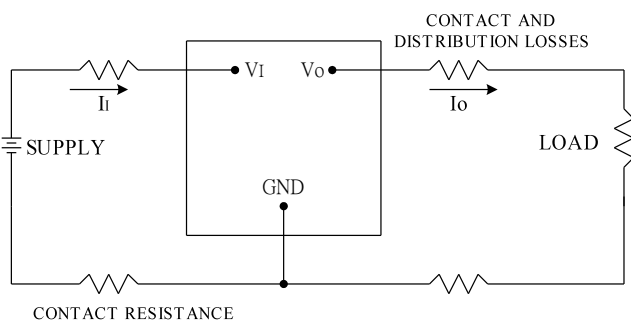 CONTACT AND
DISTRIBUTION LOSSES
VI
VO
II
IO
SUPPLY
LOAD
GND
CONTACT RESISTANCE